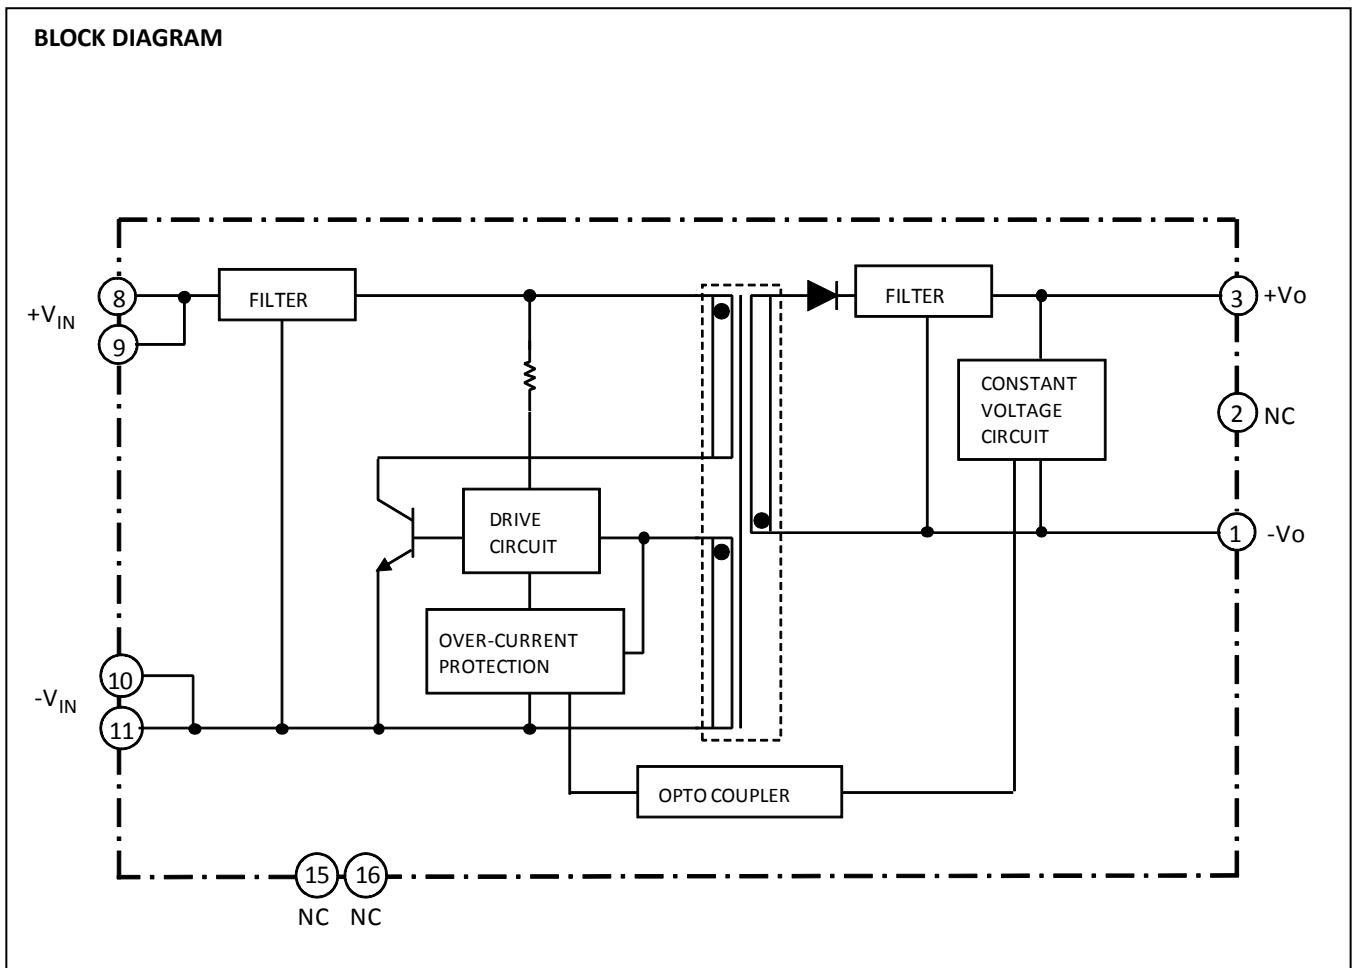 BLOCK DIAGRAM
8
+VIN
9
FILTER
FILTER
3
+Vo
CONSTANT
VOLTAGE
CIRCUIT
2
NC
DRIVE
CIRCUIT
1
-Vo
OVER-CURRENT
PROTECTION
10
-VIN
11
OPTO COUPLER
15
16
NC
NC